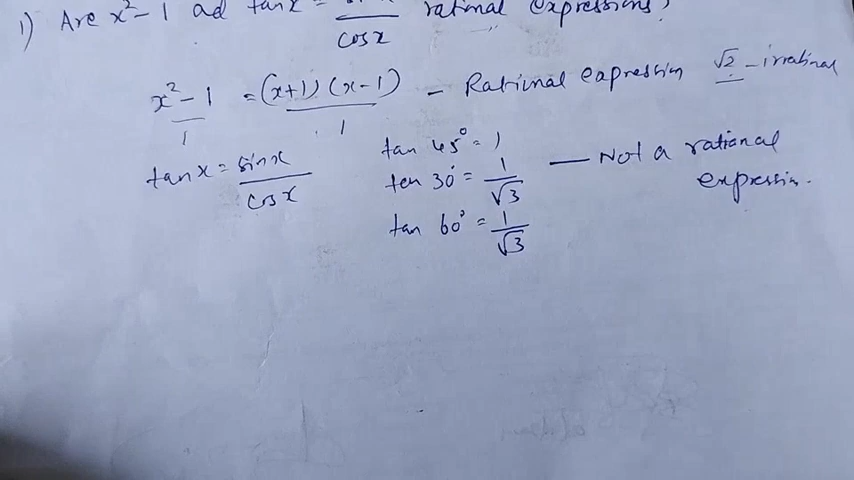 1) Are x² - 1 ad tan x = sin x / cos x rational expressions?
x² - 1 / 1 = (x+1) (x-1) / 1 - Rational expression √2 - irrational
tan x = sin x / cos x
tan 45° = 1
tan 30° = 1/√3 — Not a rational expression.
tan 60° = 1/√3